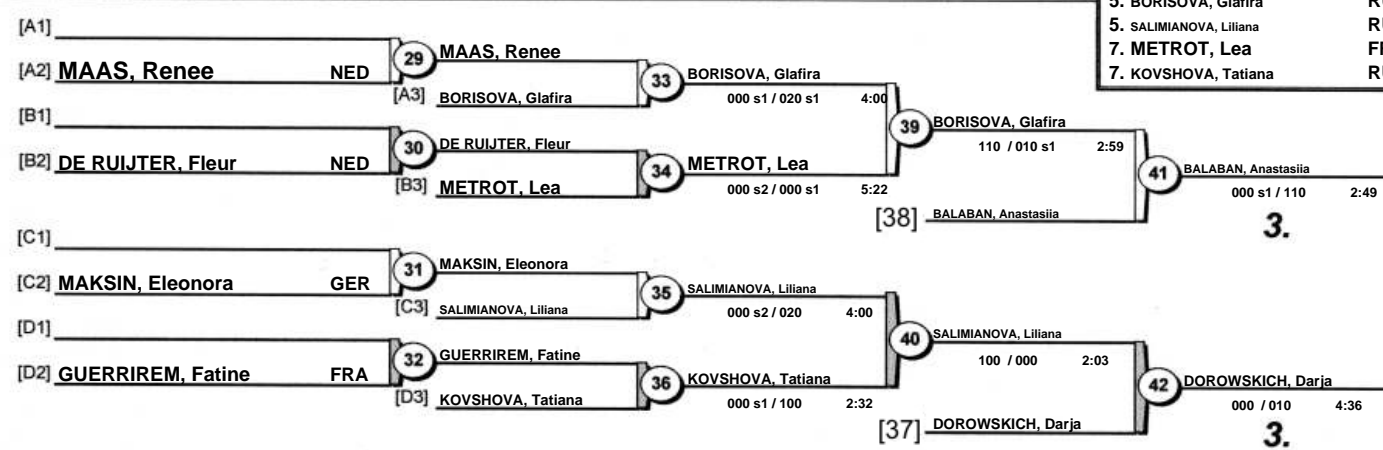 5. BORISOVA, Glafira
5. SALIMIANOVA, Liliana
7. METROT, Lea
7. KOVSHOVA, Tatiana
[A1]
[A2] MAAS, Renee NED
29 MAAS, Renee
[A3] BORISOVA, Glafira
33 BORISOVA, Glafira
000 s1 / 020 s1 4:00
[B1]
[B2] DE RUIJTER, Fleur NED
30 DE RUIJTER, Fleur
[B3] METROT, Lea
34 METROT, Lea
000 s2 / 000 s1 5:22
39 BORISOVA, Glafira
110 / 010 s1 2:59
[38] BALABAN, Anastasiia
41 BALABAN, Anastasiia
000 s1 / 110 2:49
3.
[C1]
[C2] MAKSIN, Eleonora GER
31 MAKSIN, Eleonora
[C3] SALIMIANOVA, Liliana
35 SALIMIANOVA, Liliana
000 s2 / 020 4:00
[D1]
[D2] GUERRIREM, Fatine FRA
32 GUERRIREM, Fatine
[D3] KOVSHOVA, Tatiana
36 KOVSHOVA, Tatiana
000 s1 / 100 2:32
40 SALIMIANOVA, Liliana
100 / 000 2:03
[37] DOROWSKICH, Darja
42 DOROWSKICH, Darja
000 / 010 4:36
3.